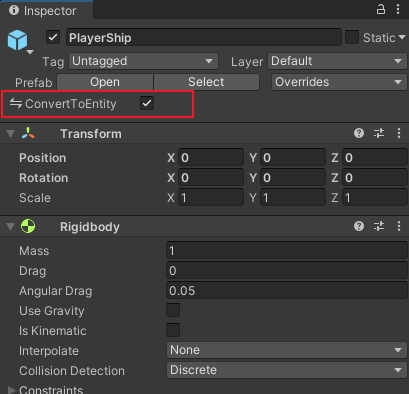 Inspector
PlayerShip Static
Tag Untagged Layer Default
Prefab Open Select Overrides
ConvertToEntity
Transform
Position X 0 Y 0 Z 0
Rotation X 0 Y 0 Z 0
Scale X 1 Y 1 Z 1
Rigidbody
Mass 1
Drag 0
Angular Drag 0.05
Use Gravity
Is Kinematic
Interpolate None
Collision Detection Discrete
Constraints